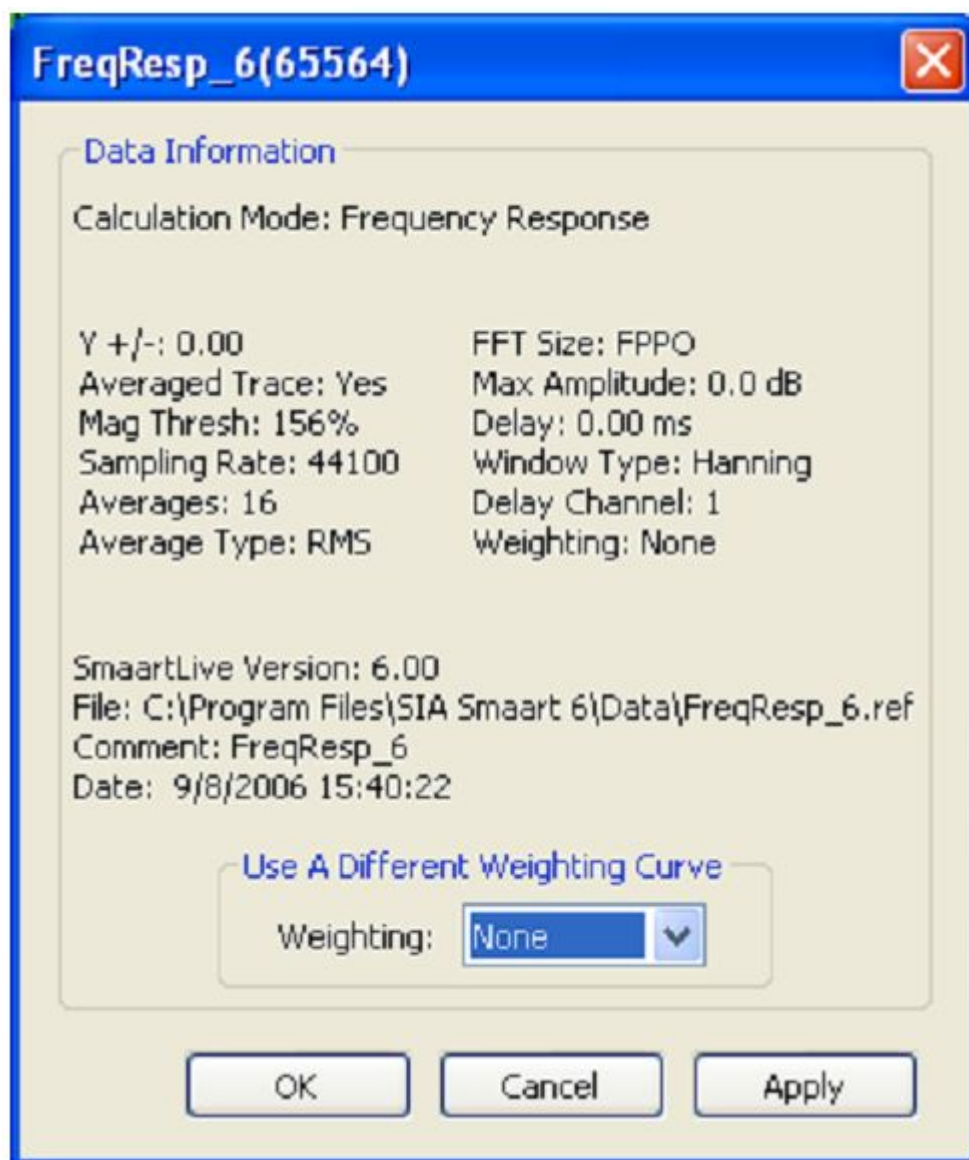 FreqResp_6(65564)
Data Information
Calculation Mode: Frequency Response
Y +/-: 0.00
Averaged Trace: Yes
Mag Thresh: 156%
Sampling Rate: 44100
Averages: 16
Average Type: RMS
FFT Size: FPPO
Max Amplitude: 0.0 dB
Delay: 0.00 ms
Window Type: Hanning
Delay Channel: 1
Weighting: None
SmaartLive Version: 6.00
File: C:\Program Files\SIA Smaart 6\Data\FreqResp_6.ref
Comment: FreqResp_6
Date: 9/8/2006 15:40:22
Use A Different Weighting Curve
Weighting: None
OK Cancel Apply